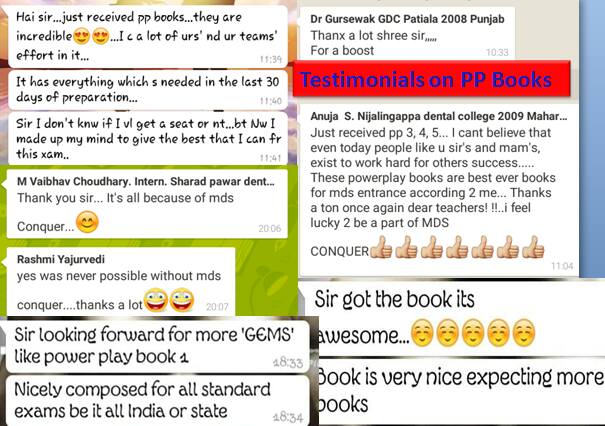 Hai sir...just received pp books...they are
incredible😍😍...I c a lot of urs' nd ur teams'
effort in it...
11:39
It has everything which s needed in the last 30
days of preparation...
11:40
Sir I don't knw if I vl get a seat or nt...bt Nw I
made up my mind to give the best that I can fr
this xam..
11:41
M Vaibhav Choudhary. Intern. Sharad pawar dent...
Thank you sir... It's all because of mds
Conquer...😊
20:06
Rashmi Yajurvedi
yes was never possible without mds
conquer....thanks a lot😃😃
20:07
Sir looking forward for more 'GEMS'
like power play book 1
18:33
Nicely composed for all standard
exams be it all India or state
18:34
Dr Gursewak GDC Patiala 2008 Punjab
Thanx a lot shree sir,,,,,
For a boost
10:33
Testimonials on PP Books
Anuja S. Nijalingappa dental college 2009 Mahar...
Just received pp 3, 4, 5... I cant believe that
even today people like u sir's and mam's,
exist to work hard for others success.....
These powerplay books are best ever books
for mds entrance according 2 me... Thanks
a ton once again dear teachers! !!..i feel
lucky 2 be a part of MDS
CONQUER👍👍👍👍👍👍👍
11:04
Sir got the book its
awesome...☺☺☺☺☺
Book is very nice expecting more
books